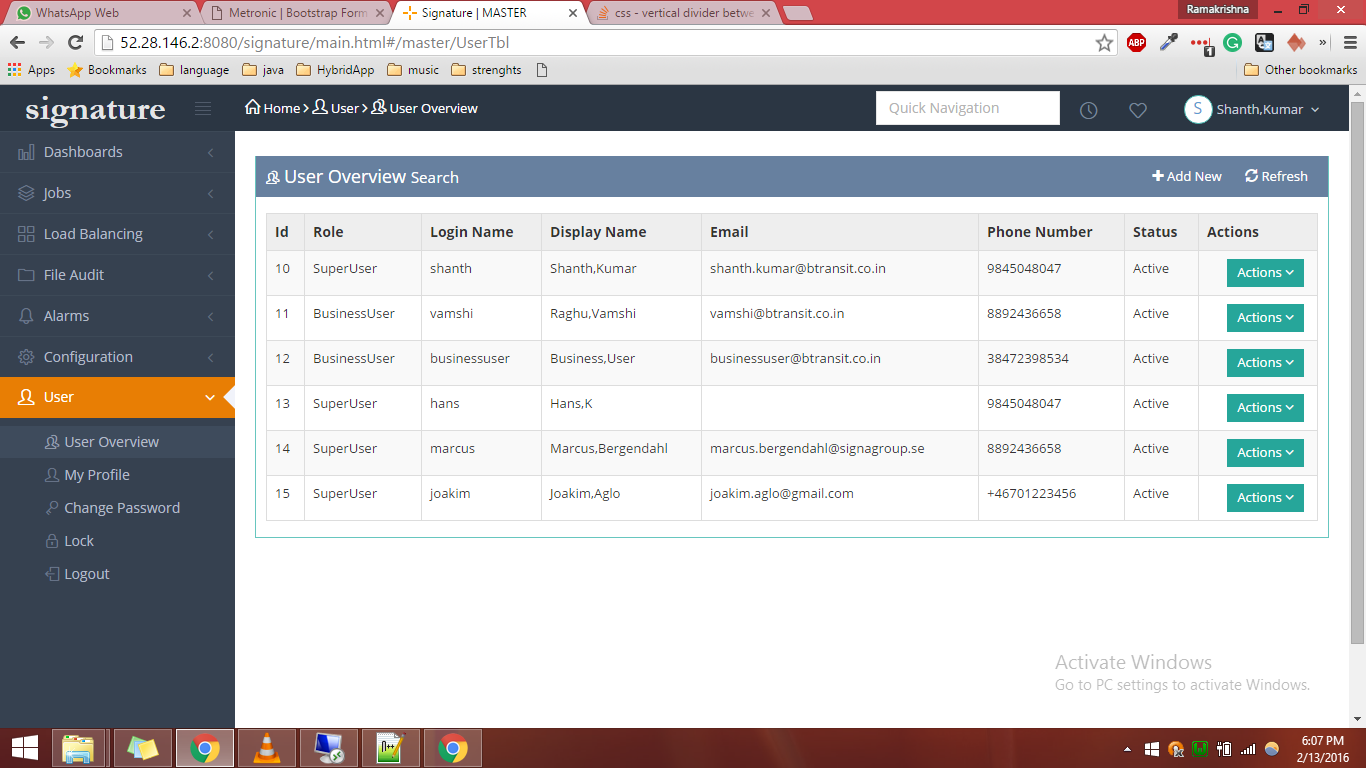 Ramakrishna
WhatsApp Web
Metronic | Bootstrap Form
Signature | MASTER
css - vertical divider betwe
52.28.146.2:8080/signature/main.html#/master/UserTbl
ABP
1
Apps
Bookmarks
language
java
HybridApp
music
strenghts
Other bookmarks
signature
Home
User
User Overview
Quick Navigation
S
Shanth,Kumar
Dashboards
Jobs
Load Balancing
File Audit
Alarms
Configuration
User
User Overview
My Profile
Change Password
Lock
Logout
User Overview Search
Add New
Refresh
Id Role Login Name Display Name Email Phone Number Status Actions
10 SuperUser shanth Shanth,Kumar shanth.kumar@btransit.co.in 9845048047 Active Actions
11 BusinessUser vamshi Raghu,Vamshi vamshi@btransit.co.in 8892436658 Active Actions
12 BusinessUser businessuser Business,User businessuser@btransit.co.in 38472398534 Active Actions
13 SuperUser hans Hans,K 9845048047 Active Actions
14 SuperUser marcus Marcus,Bergendahl marcus.bergendahl@signagroup.se 8892436658 Active Actions
15 SuperUser joakim Joakim,Aglo joakim.aglo@gmail.com +46701223456 Active Actions
Activate Windows
Go to PC settings to activate Windows.
6:07 PM
2/13/2016